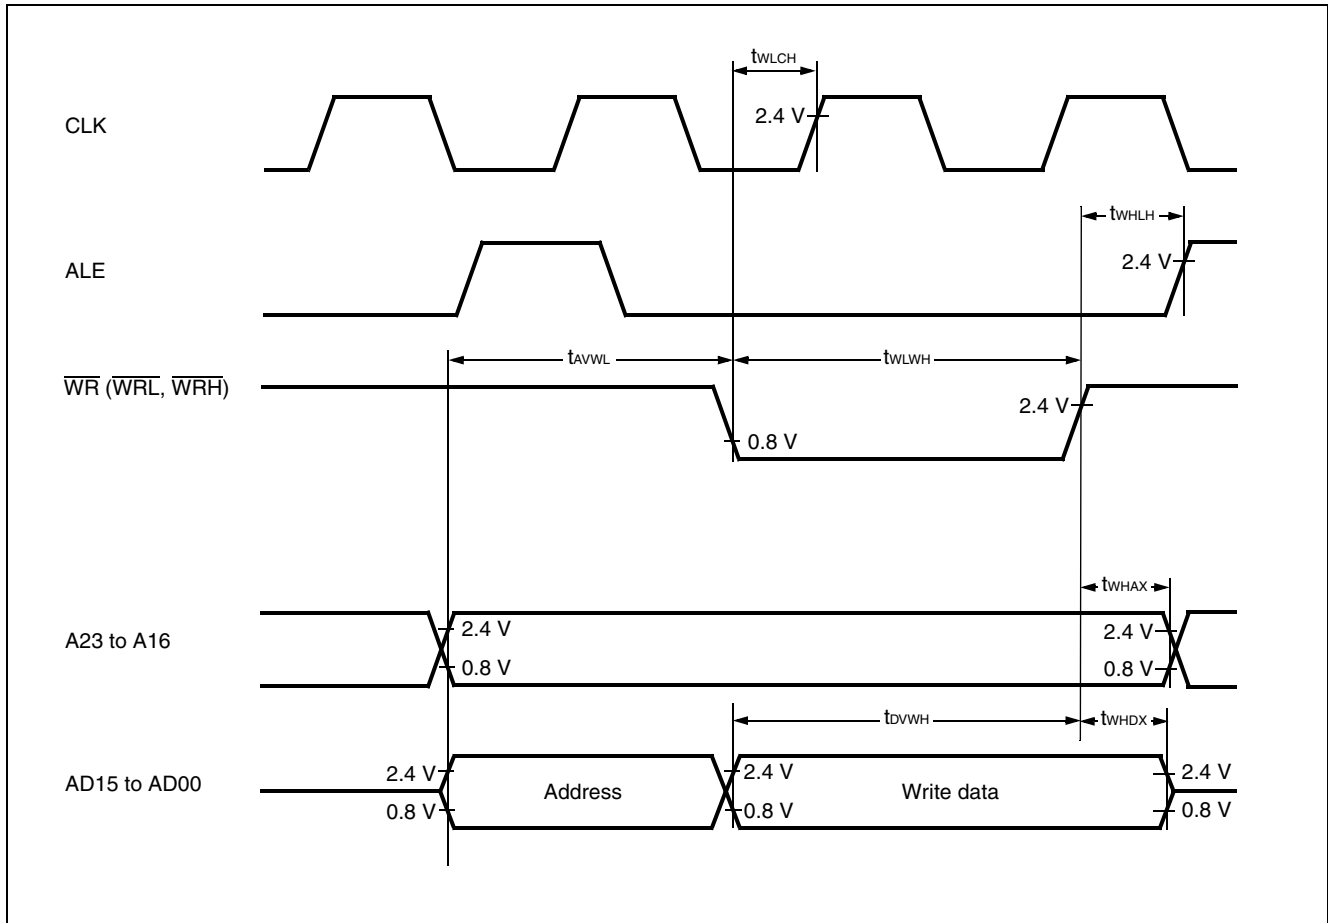 tWLCH
CLK
2.4 V
tWHLH
ALE
2.4 V
tAVWL
tWLWH
WR (WRL, WRH)
2.4 V
0.8 V
tWHAX
A23 to A16
2.4 V
2.4 V
0.8 V
0.8 V
tDVWH
tWHDX
AD15 to AD00
2.4 V
2.4 V
2.4 V
Address
Write data
0.8 V
0.8 V
0.8 V